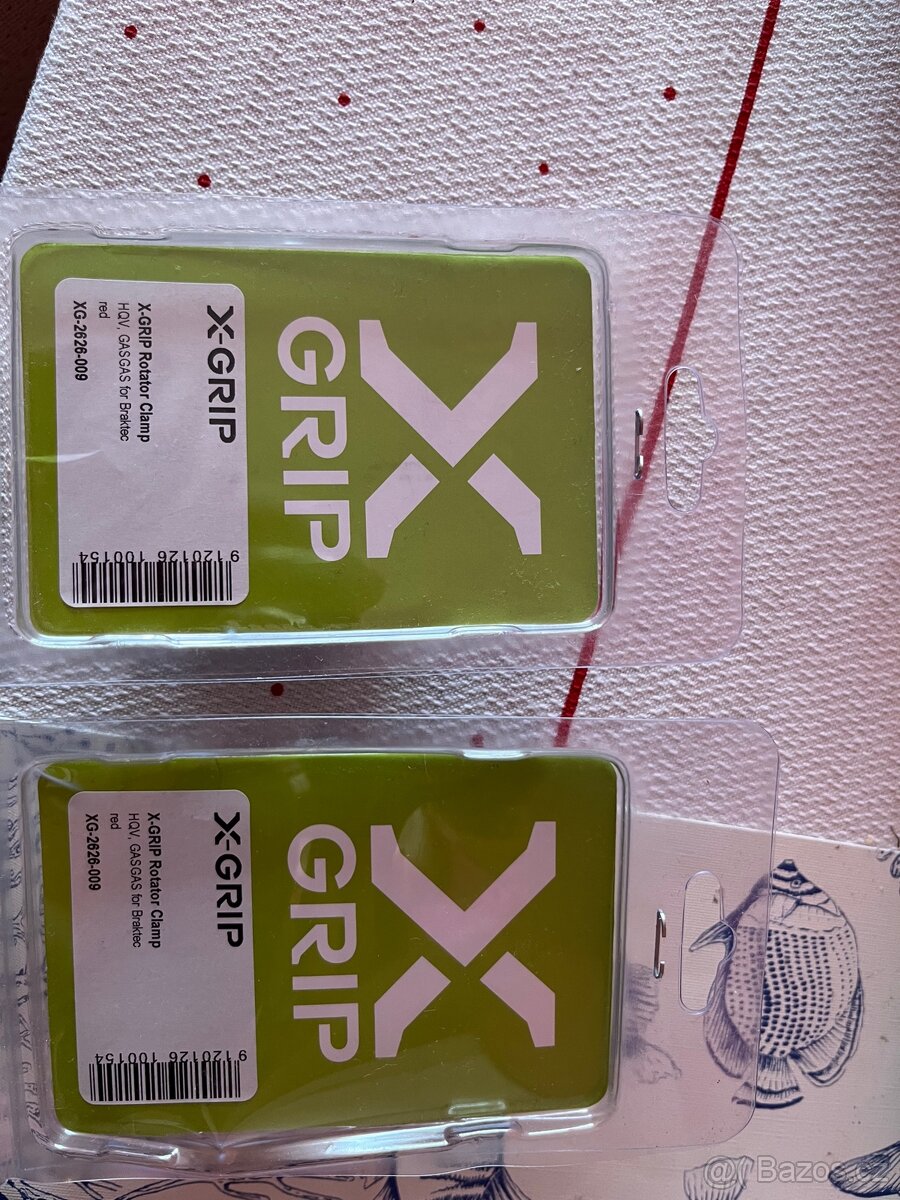 X
GRIP
X-GRIP
X-GRIP Rotator Clamp
HQV, GASGAS for Braktec
red
XG-2626-009
9 120126 100154
X
GRIP
X-GRIP
X-GRIP Rotator Clamp
HQV, GASGAS for Braktec
red
XG-2626-009
9 120126 100154
@ Bazos.cz